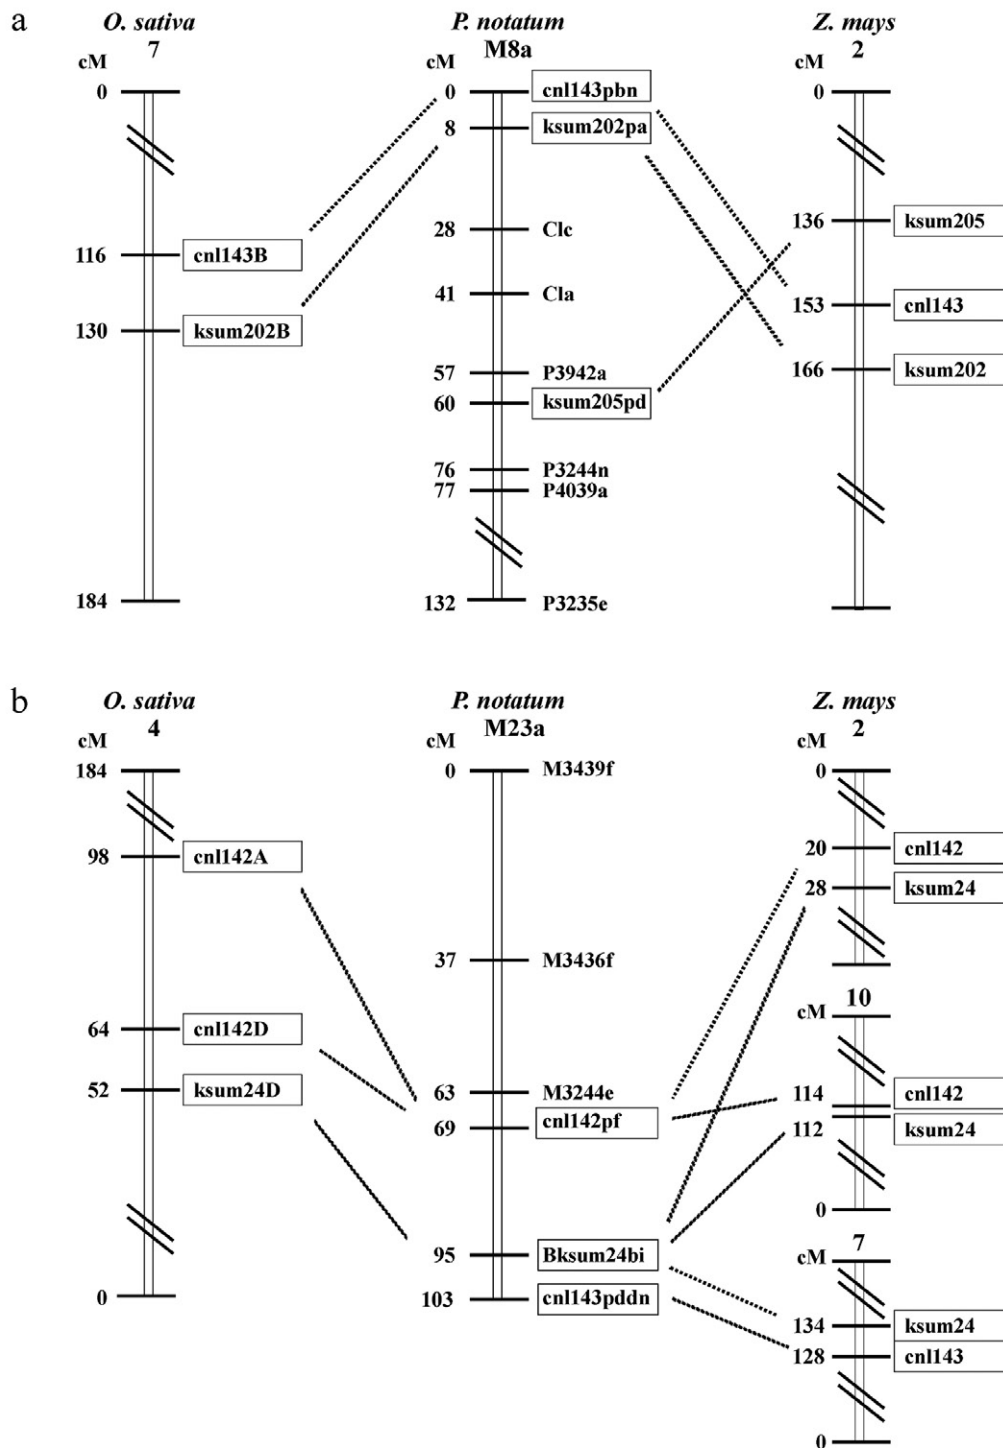 a
O. sativa
7
cM
0
116 cnl143B
130 ksum202B
184
P. notatum
M8a
cM
0 cnl143pbn
8 ksum202pa
28 Clc
41 Cla
57 P3942a
60 ksum205pd
76 P3244n
77 P4039a
132 P3235e
Z. mays
2
cM
0
136 ksum205
153 cnl143
166 ksum202
b
O. sativa
4
cM
184
98 cnl142A
64 cnl142D
52 ksum24D
0
P. notatum
M23a
cM
0 M3439f
37 M3436f
63 M3244e
69 cnl142pf
95 Bksum24bi
103 cnl143pddn
Z. mays
2
cM
0
20 cnl142
28 ksum24
10
cM
114 cnl142
112 ksum24
0
7
cM
134 ksum24
128 cnl143
0